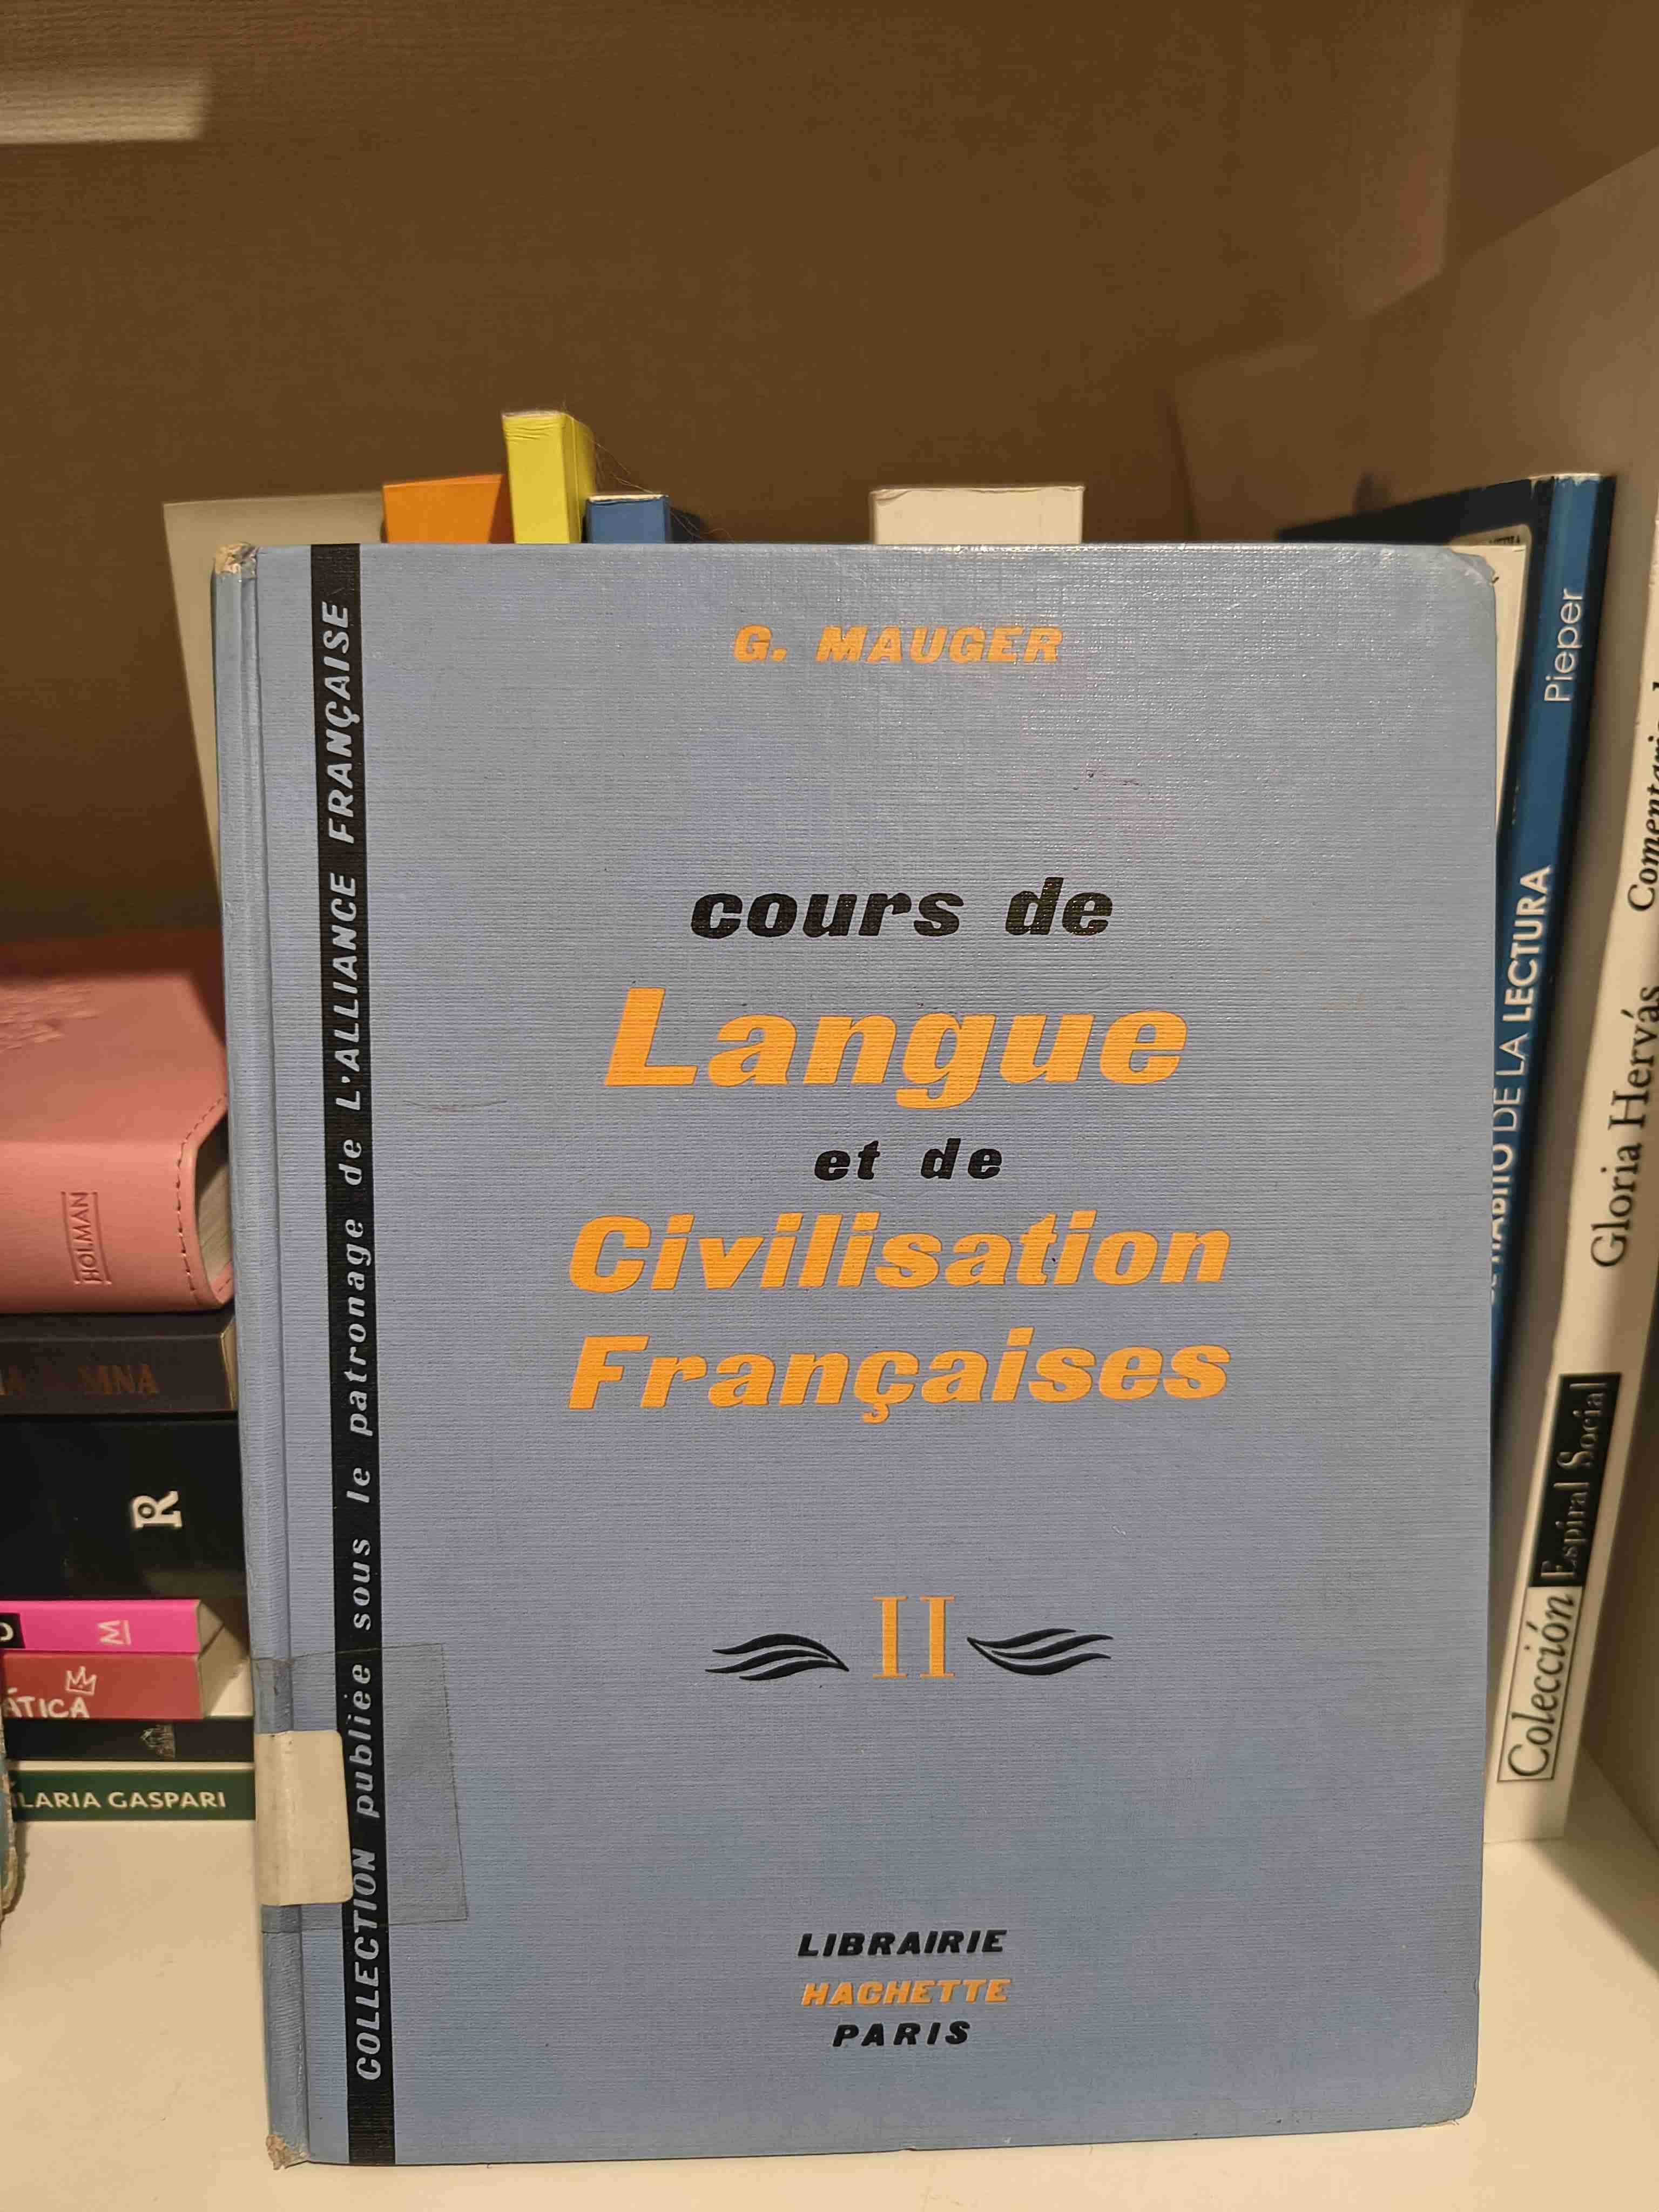 G. MAUGER
cours de
Langue
et de
Civilisation
Françaises
II
LIBRAIRIE
HACHETTE
PARIS
COLLECTION publiée sous le patronage de L'ALLIANCE FRANÇAISE
HOLMAN
R
M
ÁTICA
ILARIA GASPARI
Pieper
DE LA LECTURA
Gloria Hervás
Colección Espiral Social